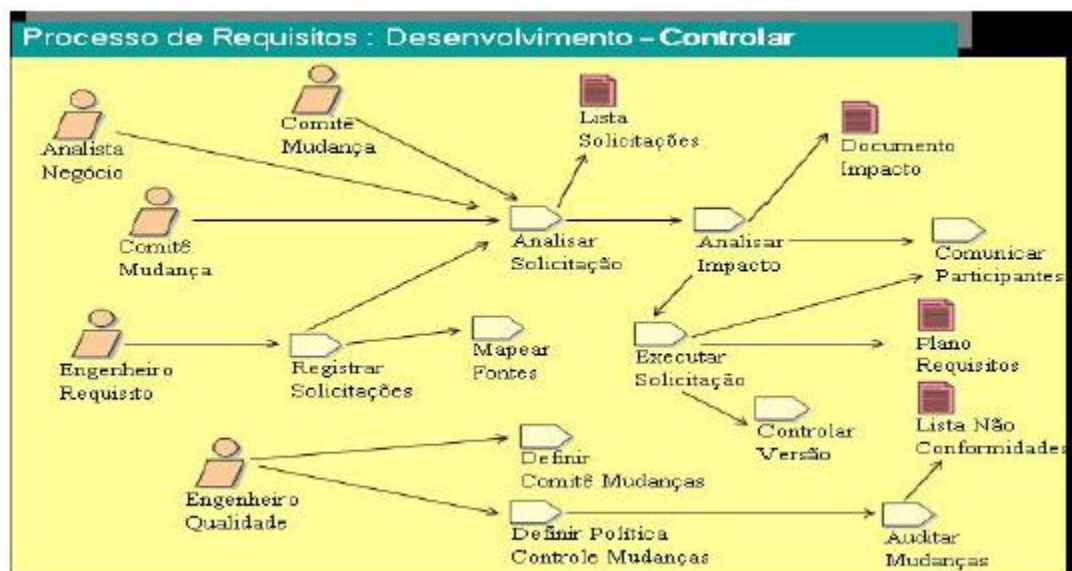 Processo de Requisitos : Desenvolvimento – Controlar
Analista
Negócio
Comitê
Mudança
Lista
Solicitações
Documento
Impacto
Comitê
Mudança
Analisar
Solicitação
Analisar
Impacto
Comunicar
Participantes
Engenheiro
Requisito
Registrar
Solicitações
Mapear
Fontes
Executar
Solicitação
Plano
Requisitos
Engenheiro
Qualidade
Definir
Comitê Mudanças
Controlar
Versão
Lista Não
Conformidades
Definir Política
Controle Mudanças
Auditar
Mudanças